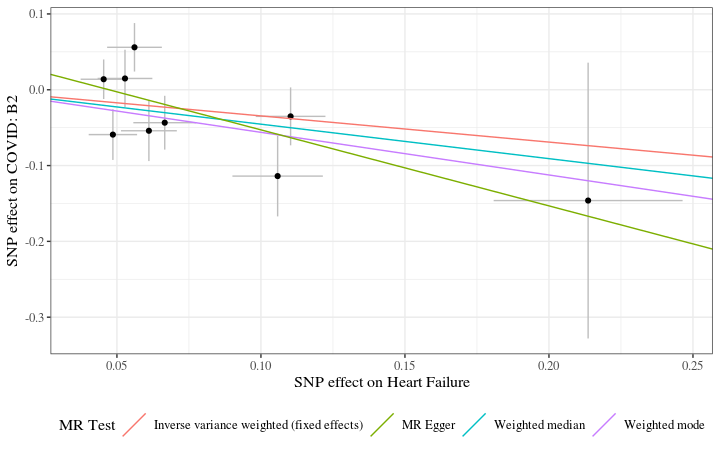 0.1
0.0
-0.1
-0.2
-0.3
SNP effect on COVID: B2
0.05
0.10
0.15
0.20
0.25
SNP effect on Heart Failure
MR Test
Inverse variance weighted (fixed effects)
MR Egger
Weighted median
Weighted mode